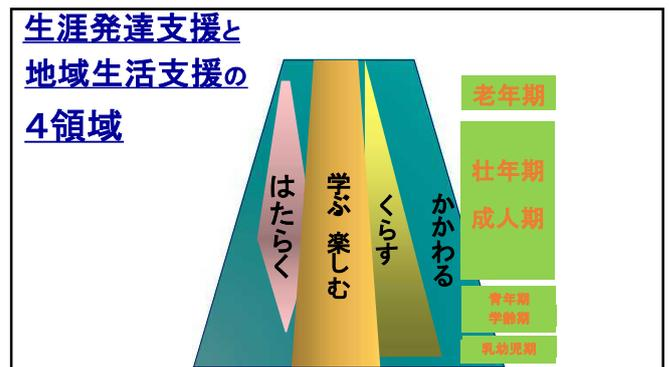 生涯発達支援と
地域生活支援の
4領域
はたらく
学ぶ 楽しむ
くらす
かかわる
老年期
壮年期
成人期
青年期
学齢期
乳幼児期